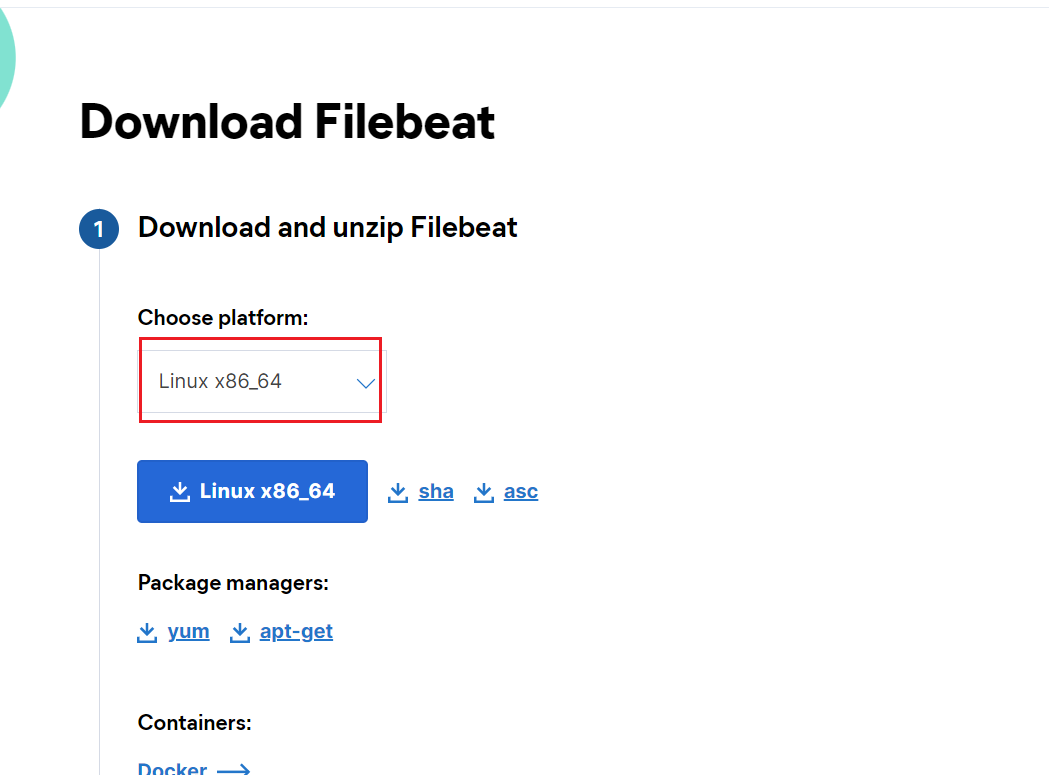 Download Filebeat
1 Download and unzip Filebeat
Choose platform:
Linux x86_64
Linux x86_64 sha asc
Package managers:
yum apt-get
Containers:
Docker